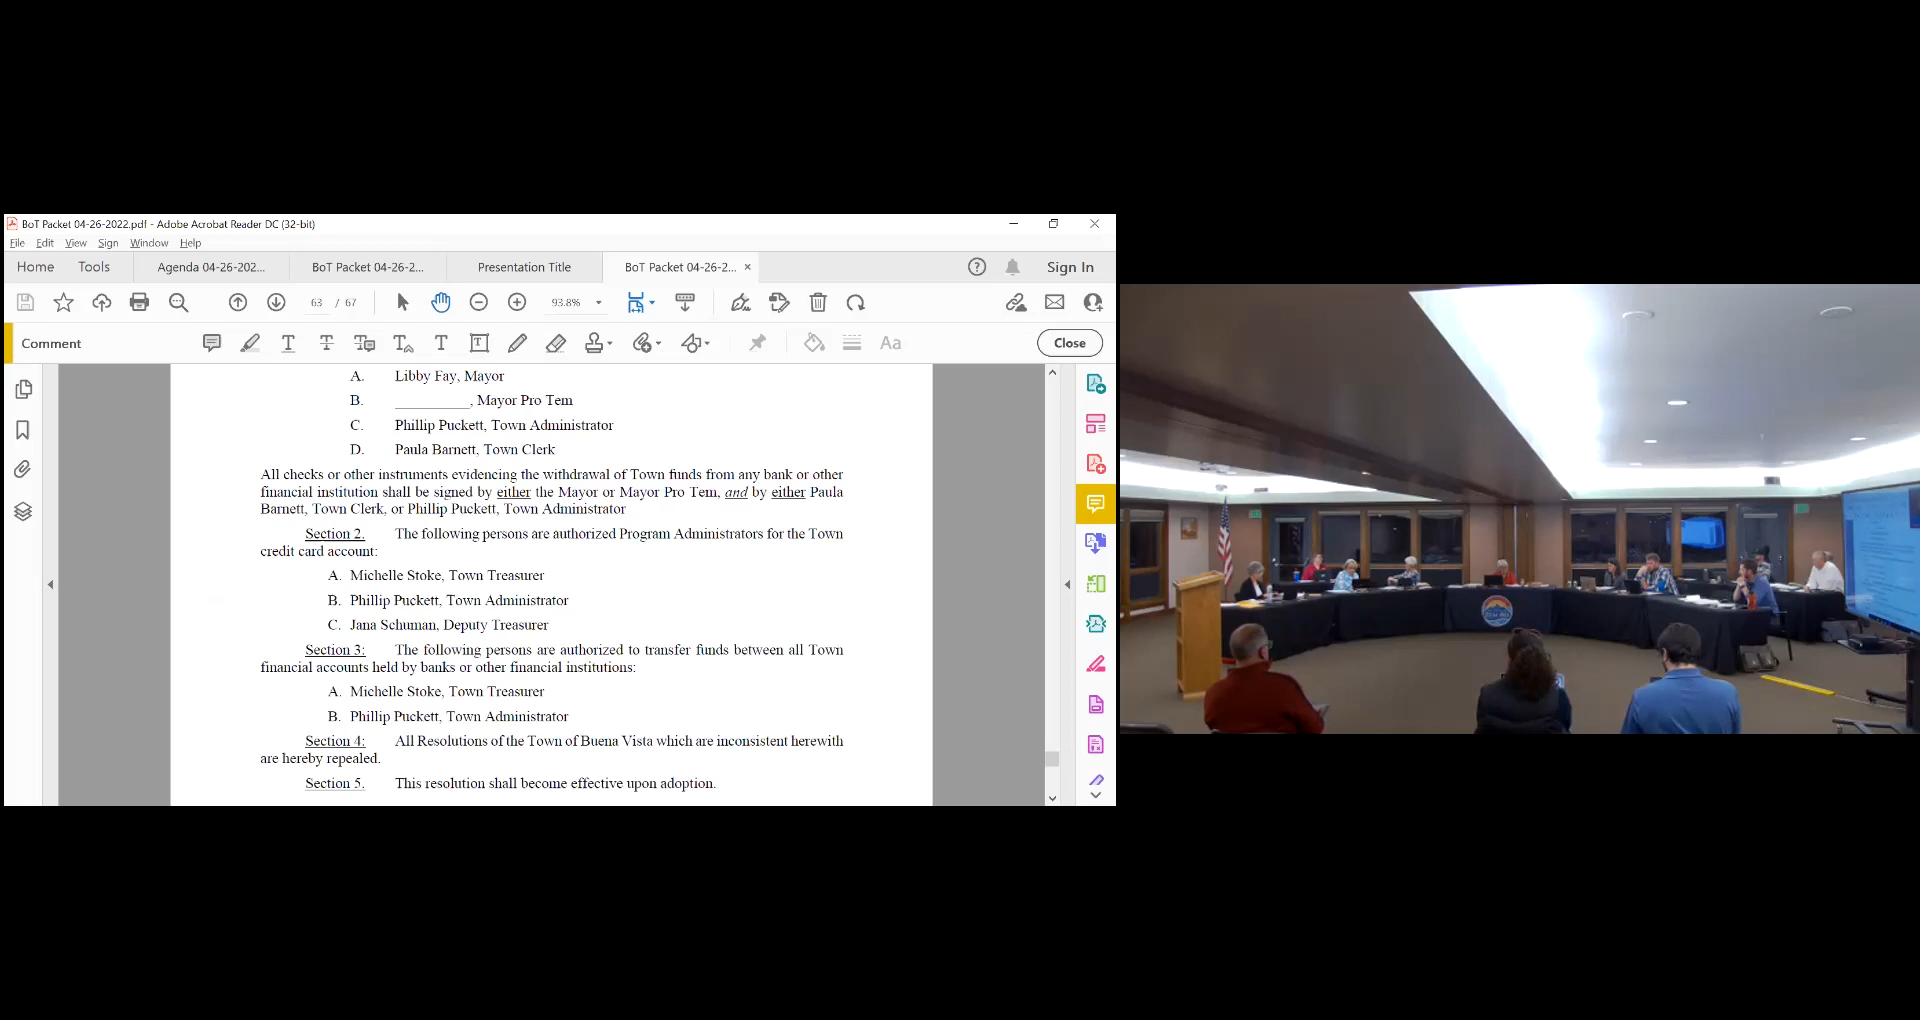 BoT Packet 04-26-2022.pdf - Adobe Acrobat Reader DC (32-bit)
File Edit View Sign Window Help
Home Tools Agenda 04-26-202... BoT Packet 04-26-2... Presentation Title BoT Packet 04-26-2... × Sign In
63 / 67 93.8%
Comment Aa Close
A. Libby Fay, Mayor
B. __________, Mayor Pro Tem
C. Phillip Puckett, Town Administrator
D. Paula Barnett, Town Clerk
All checks or other instruments evidencing the withdrawal of Town funds from any bank or other
financial institution shall be signed by either the Mayor or Mayor Pro Tem, and by either Paula
Barnett, Town Clerk, or Phillip Puckett, Town Administrator
Section 2. The following persons are authorized Program Administrators for the Town
credit card account:
A. Michelle Stoke, Town Treasurer
B. Phillip Puckett, Town Administrator
C. Jana Schuman, Deputy Treasurer
Section 3: The following persons are authorized to transfer funds between all Town
financial accounts held by banks or other financial institutions:
A. Michelle Stoke, Town Treasurer
B. Phillip Puckett, Town Administrator
Section 4: All Resolutions of the Town of Buena Vista which are inconsistent herewith
are hereby repealed.
Section 5. This resolution shall become effective upon adoption.